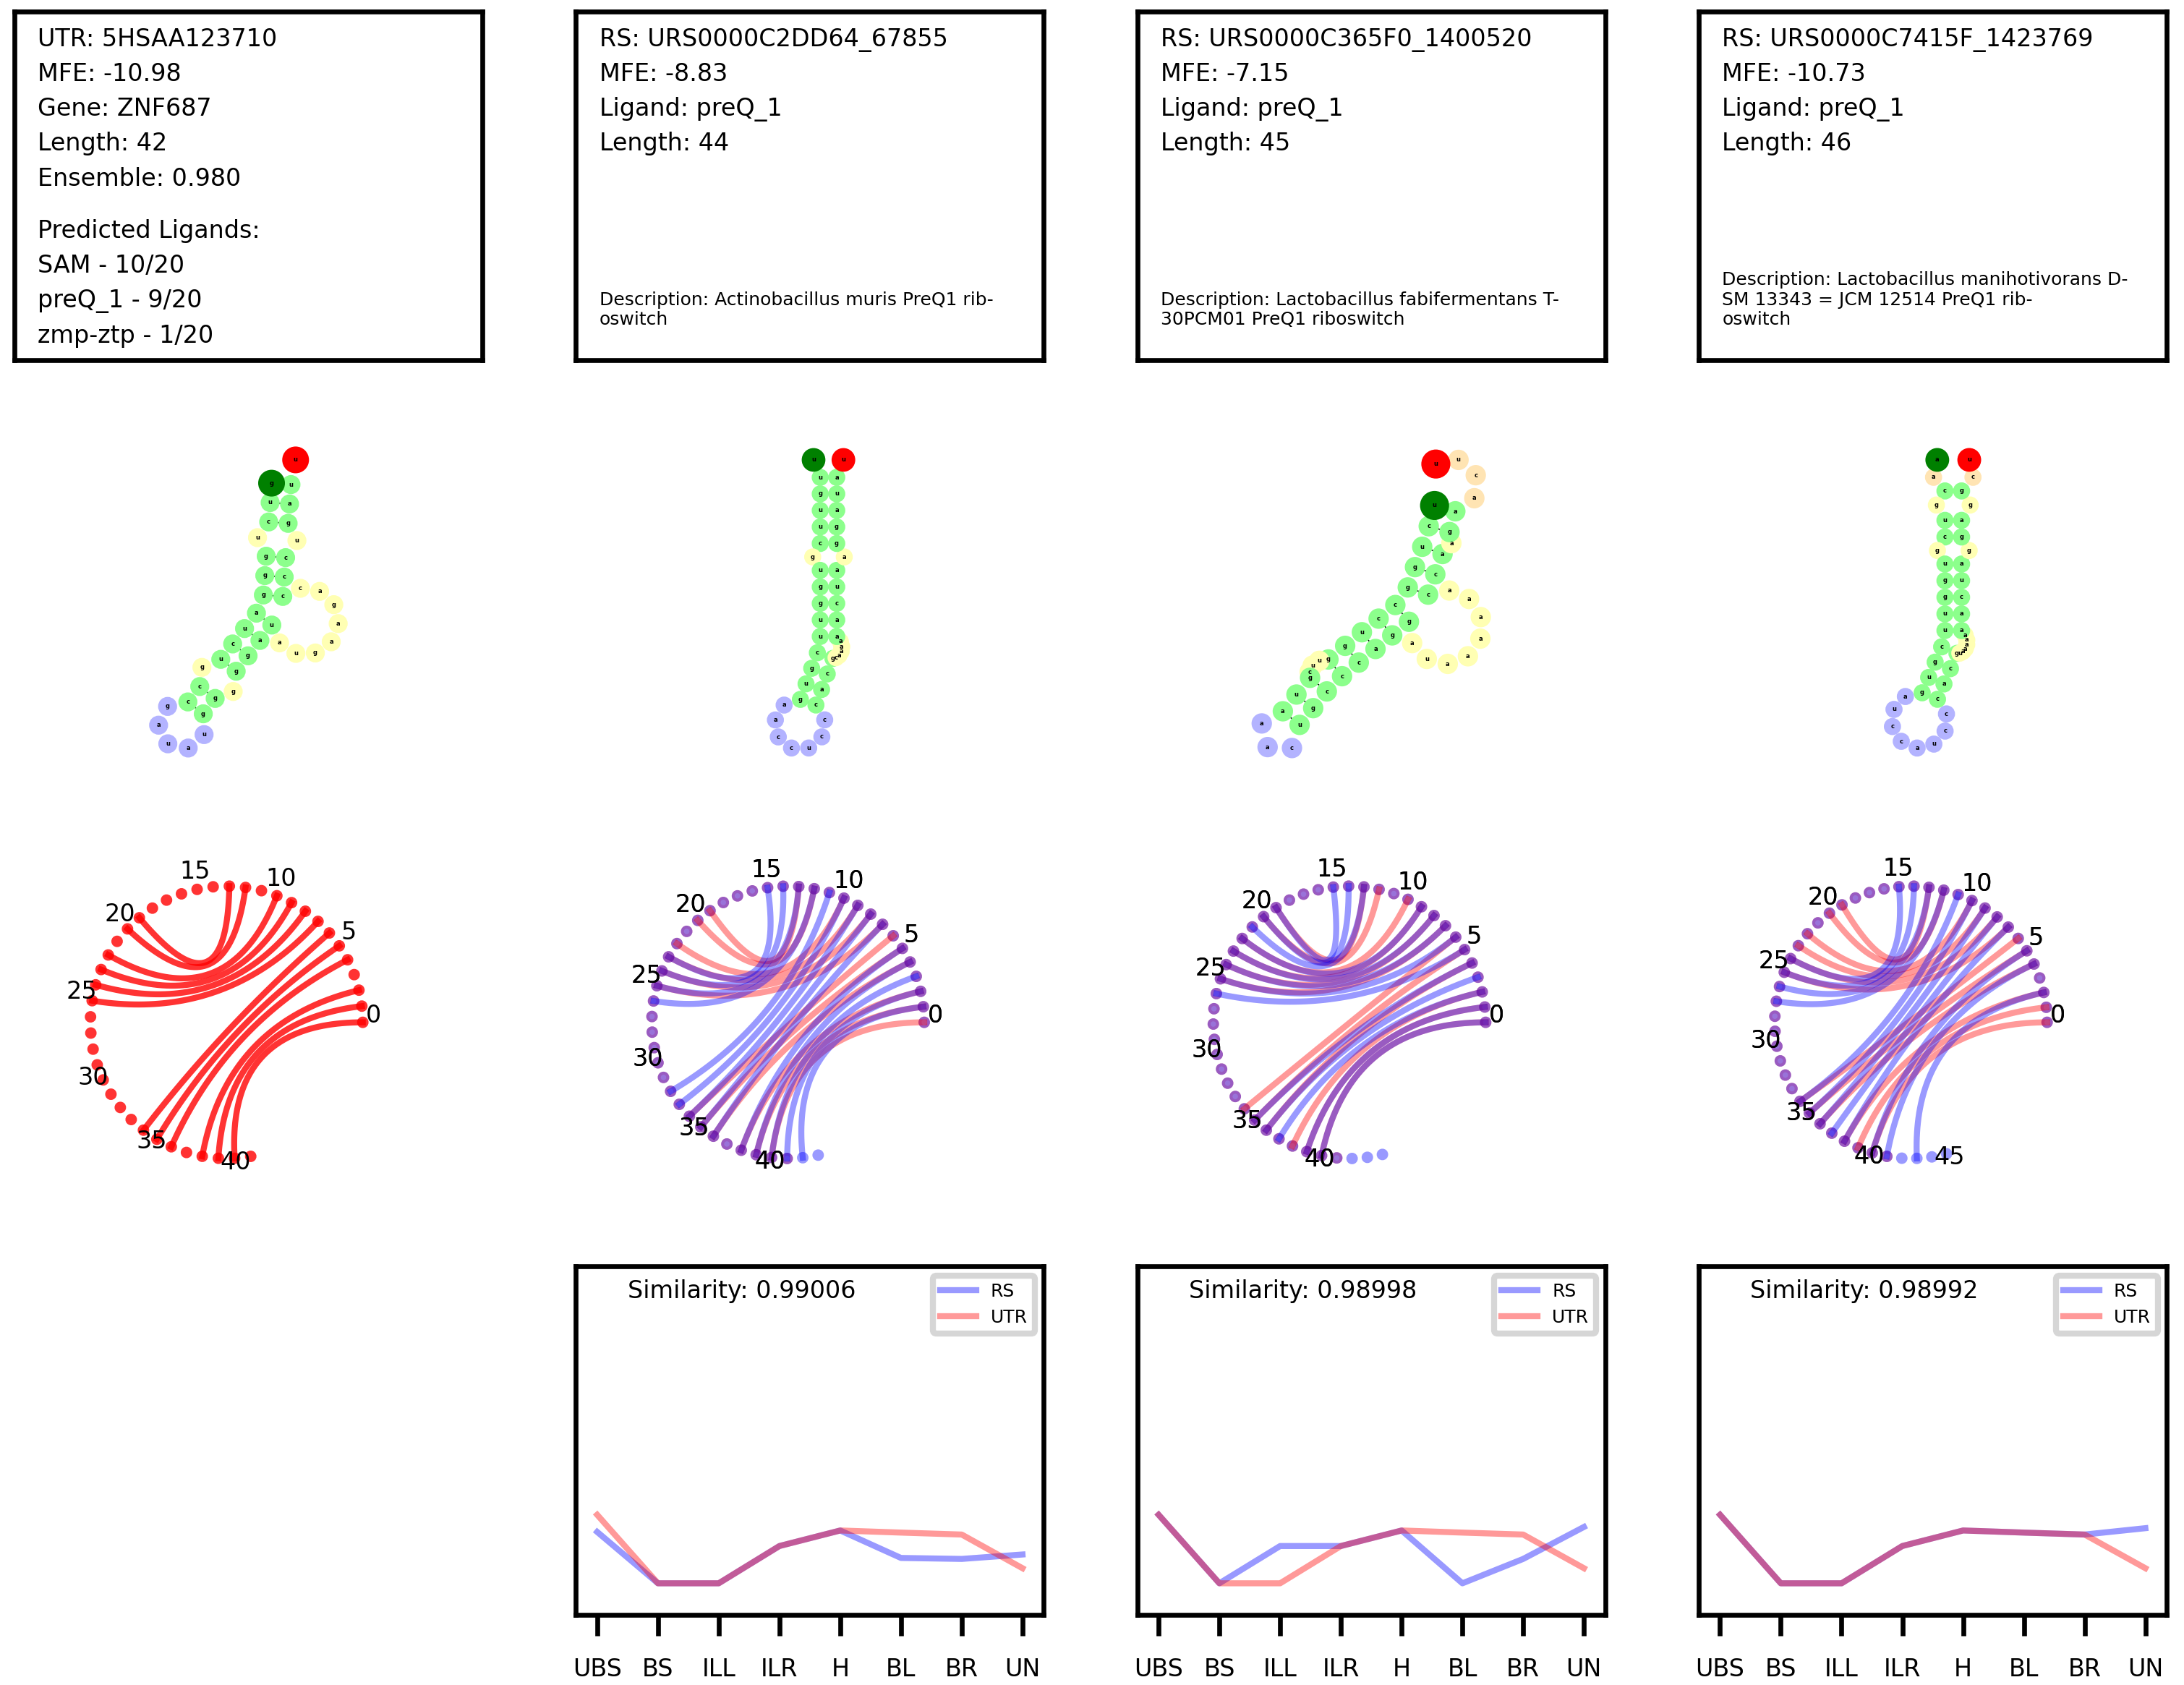 UTR: 5HSAA123710
MFE: -10.98
Gene: ZNF687
Length: 42
Ensemble: 0.980
Predicted Ligands:
SAM - 10/20
preQ_1 - 9/20
zmp-ztp - 1/20
RS: URS0000C2DD64_67855
MFE: -8.83
Ligand: preQ_1
Length: 44
Description: Actinobacillus muris PreQ1 rib-
oswitch
RS: URS0000C365F0_1400520
MFE: -7.15
Ligand: preQ_1
Length: 45
Description: Lactobacillus fabifermentans T-
30PCM01 PreQ1 riboswitch
RS: URS0000C7415F_1423769
MFE: -10.73
Ligand: preQ_1
Length: 46
Description: Lactobacillus manihotivorans D-
SM 13343 = JCM 12514 PreQ1 rib-
oswitch
0 5 10 15 20 25 30 35 40
0 5 10 15 20 25 30 35 40
0 5 10 15 20 25 30 35 40
0 5 10 15 20 25 30 35 40 45
Similarity: 0.99006
RS
UTR
UBS BS ILL ILR H BL BR UN
Similarity: 0.98998
RS
UTR
UBS BS ILL ILR H BL BR UN
Similarity: 0.98992
RS
UTR
UBS BS ILL ILR H BL BR UN